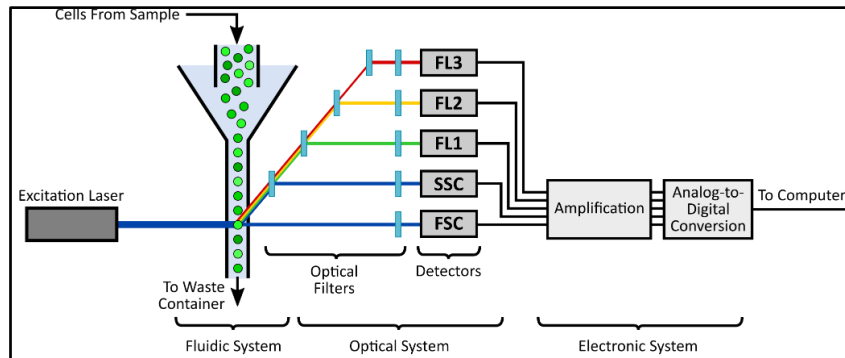 Cells From Sample
FL3
FL2
FL1
SSC
FSC
Excitation Laser
Amplification
Analog-to-
Digital
Conversion
To Computer
To Waste
Container
Optical
Filters
Detectors
Fluidic System
Optical System
Electronic System